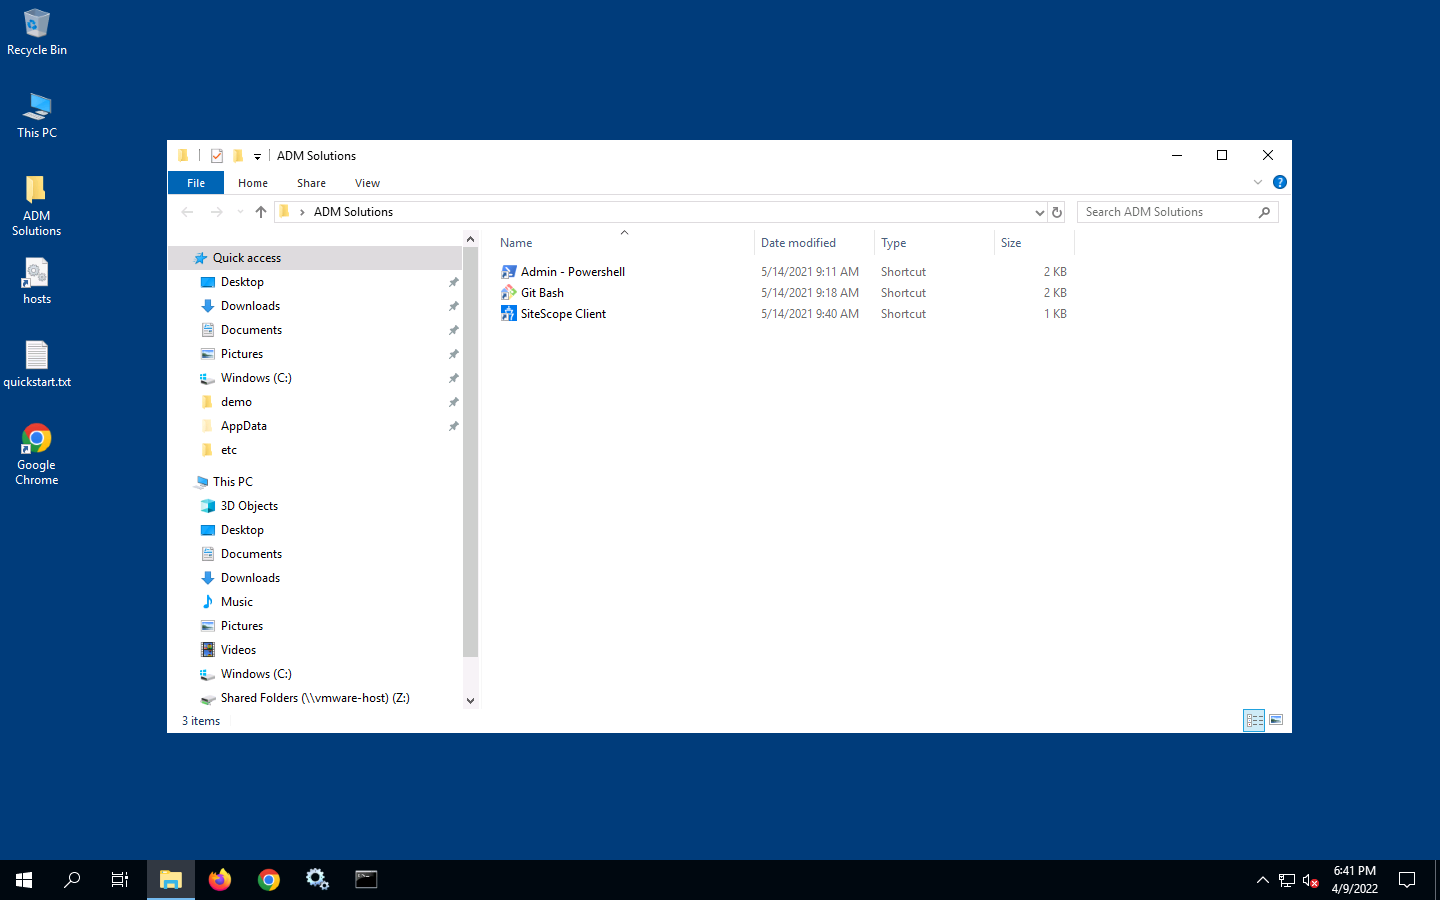 Recycle Bin
This PC
ADM
Solutions
hosts
quickstart.txt
Google
Chrome
ADM Solutions
File
Home
Share
View
ADM Solutions
Search ADM Solutions
Name
Date modified
Type
Size
Admin - Powershell
5/14/2021 9:11 AM
Shortcut
2 KB
Git Bash
5/14/2021 9:18 AM
Shortcut
2 KB
SiteScope Client
5/14/2021 9:40 AM
Shortcut
1 KB
Quick access
Desktop
Downloads
Documents
Pictures
Windows (C:)
demo
AppData
etc
This PC
3D Objects
Desktop
Documents
Downloads
Music
Pictures
Videos
Windows (C:)
Shared Folders (\\vmware-host) (Z:)
3 items
6:41 PM
4/9/2022